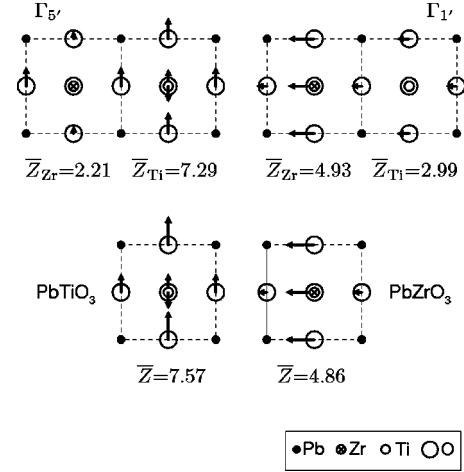 Γ5′ Γ1′
Z̅Zr=2.21 Z̅Ti=7.29 Z̅Zr=4.93 Z̅Ti=2.99
PbTiO3 PbZrO3
Z̅=7.57 Z̅=4.86
Pb Zr Ti O